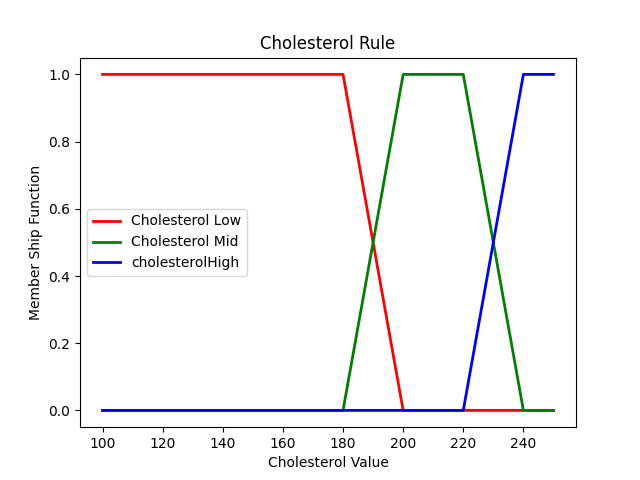 Cholesterol Rule
Member Ship Function
1.0
0.8
0.6
0.4
0.2
0.0
Cholesterol Low
Cholesterol Mid
cholesterolHigh
100 120 140 160 180 200 220 240
Cholesterol Value